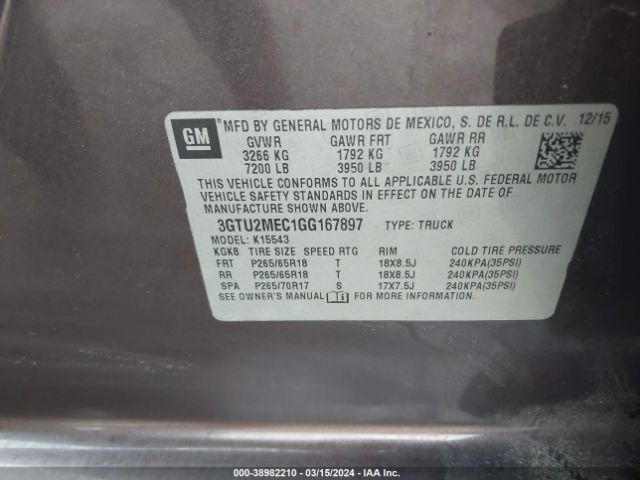 GM
MFD BY GENERAL MOTORS DE MEXICO, S. DE R.L. DE C.V. 12/15
GVWR GAWR FRT GAWR RR
3266 KG 1792 KG 1792 KG
7200 LB 3950 LB 3950 LB
THIS VEHICLE CONFORMS TO ALL APPLICABLE U.S. FEDERAL MOTOR
VEHICLE SAFETY STANDARDS IN EFFECT ON THE DATE OF
MANUFACTURE SHOWN ABOVE.
3GTU2MEC1GG167897 TYPE: TRUCK
MODEL: K15543
KGK8 TIRE SIZE SPEED RTG RIM COLD TIRE PRESSURE
FRT P265/65R18 T 18X8.5J 240KPA(35PSI)
RR P265/65R18 T 18X8.5J 240KPA(35PSI)
SPA P265/70R17 S 17X7.5J 240KPA(35PSI)
SEE OWNER'S MANUAL FOR MORE INFORMATION.
000-38982210 - 03/15/2024 - IAA Inc.